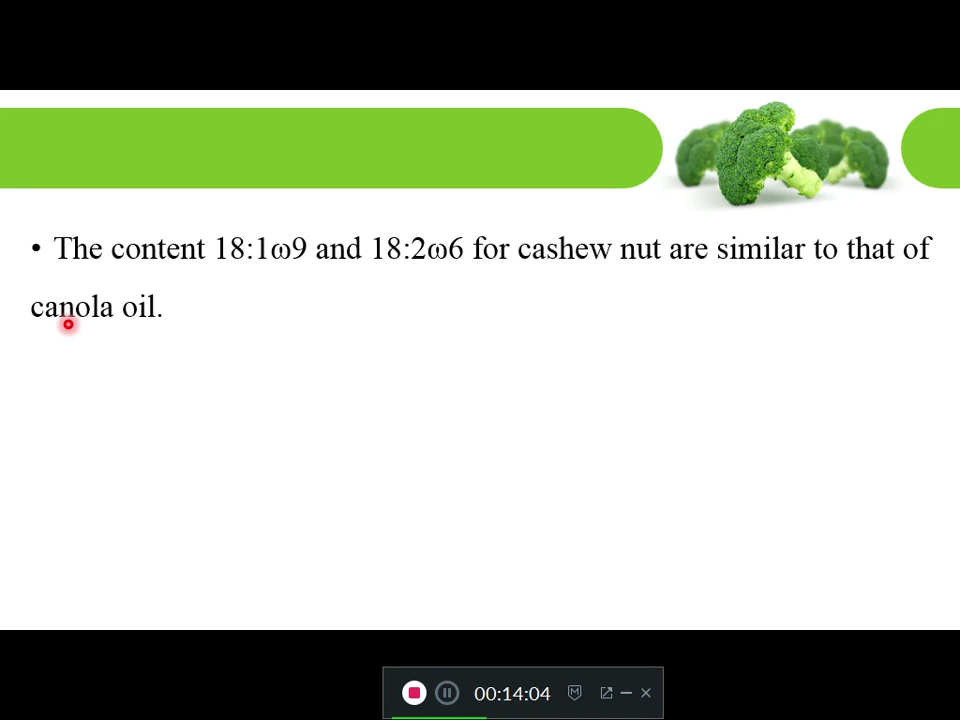 • The content 18:1ω9 and 18:2ω6 for cashew nut are similar to that of
canola oil.
00:14:04